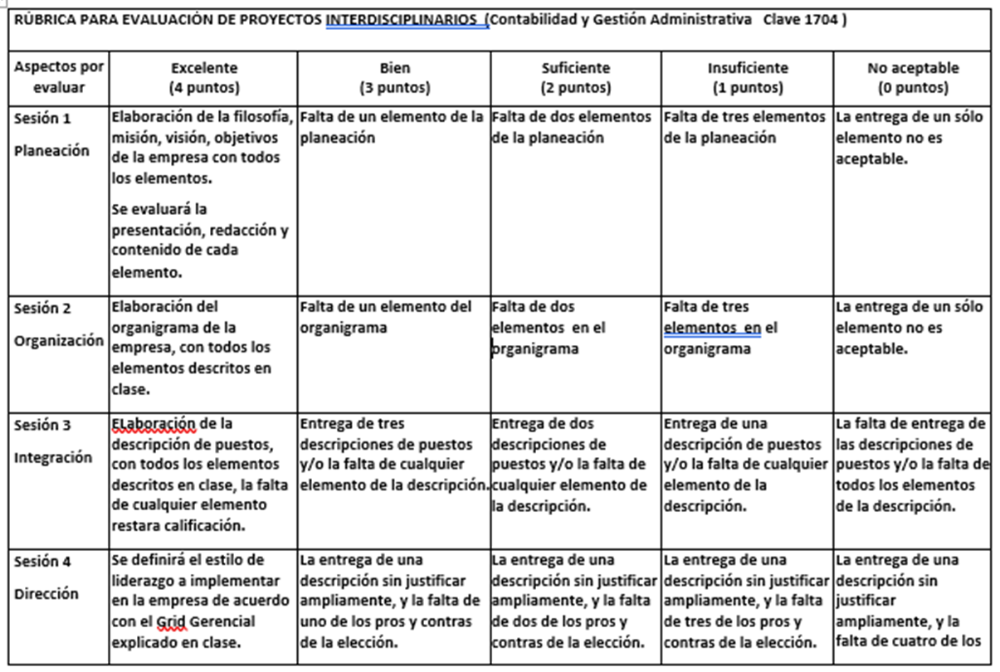 RÚBRICA PARA EVALUACIÓN DE PROYECTOS INTERDISCIPLINARIOS (Contabilidad y Gestión Administrativa Clave 1704 )
Aspectos por
evaluar
Excelente
(4 puntos)
Bien
(3 puntos)
Suficiente
(2 puntos)
Insuficiente
(1 puntos)
No aceptable
(0 puntos)
Sesión 1
Planeación
Elaboración de la filosofía,
misión, visión, objetivos
de la empresa con todos
los elementos.
Se evaluará la
presentación, redacción y
contenido de cada
elemento.
Falta de un elemento de la
planeación
Falta de dos elementos
de la planeación
Falta de tres elementos
de la planeación
La entrega de un sólo
elemento no es
aceptable.
Sesión 2
Organización
Elaboración del
organigrama de la
empresa, con todos los
elementos descritos en
clase.
Falta de un elemento del
organigrama
Falta de dos
elementos en el
organigrama
Falta de tres
elementos en el
organigrama
La entrega de un sólo
elemento no es
aceptable.
Sesión 3
Integración
ELaboración de la
descripción de puestos,
con todos los elementos
descritos en clase, la falta
de cualquier elemento
restara calificación.
Entrega de tres
descripciones de puestos
y/o la falta de cualquier
elemento de la descripción.
Entrega de dos
descripciones de
puestos y/o la falta de
cualquier elemento de
la descripción.
Entrega de una
descripción de puestos
y/o la falta de cualquier
elemento de la
descripción.
La falta de entrega de
las descripciones de
puestos y/o la falta de
todos los elementos
de la descripción.
Sesión 4
Dirección
Se definirá el estilo de
liderazgo a implementar
en la empresa de acuerdo
con el Grid Gerencial
explicado en clase.
La entrega de una
descripción sin justificar
ampliamente, y la falta de
uno de los pros y contras
de la elección.
La entrega de una
descripción sin justificar
ampliamente, y la falta
de dos de los pros y
contras de la elección.
La entrega de una
descripción sin justificar
ampliamente, y la falta
de tres de los pros y
contras de la elección.
La entrega de una
descripción sin
justificar
ampliamente, y la
falta de cuatro de los